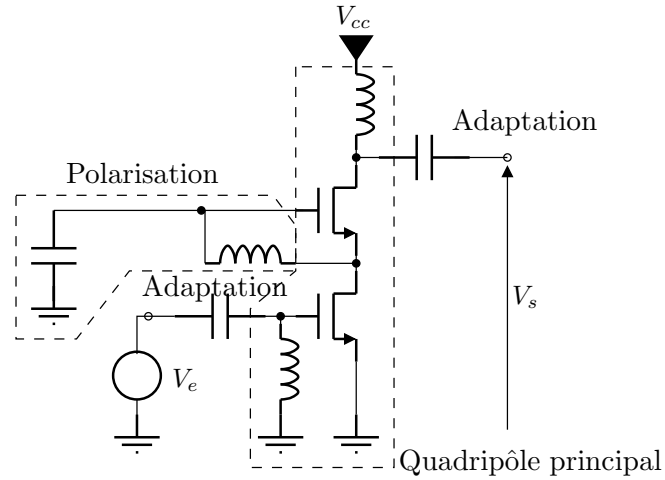 V_cc
Adaptation
Polarisation
Adaptation
V_s
V_e
Quadripôle principal